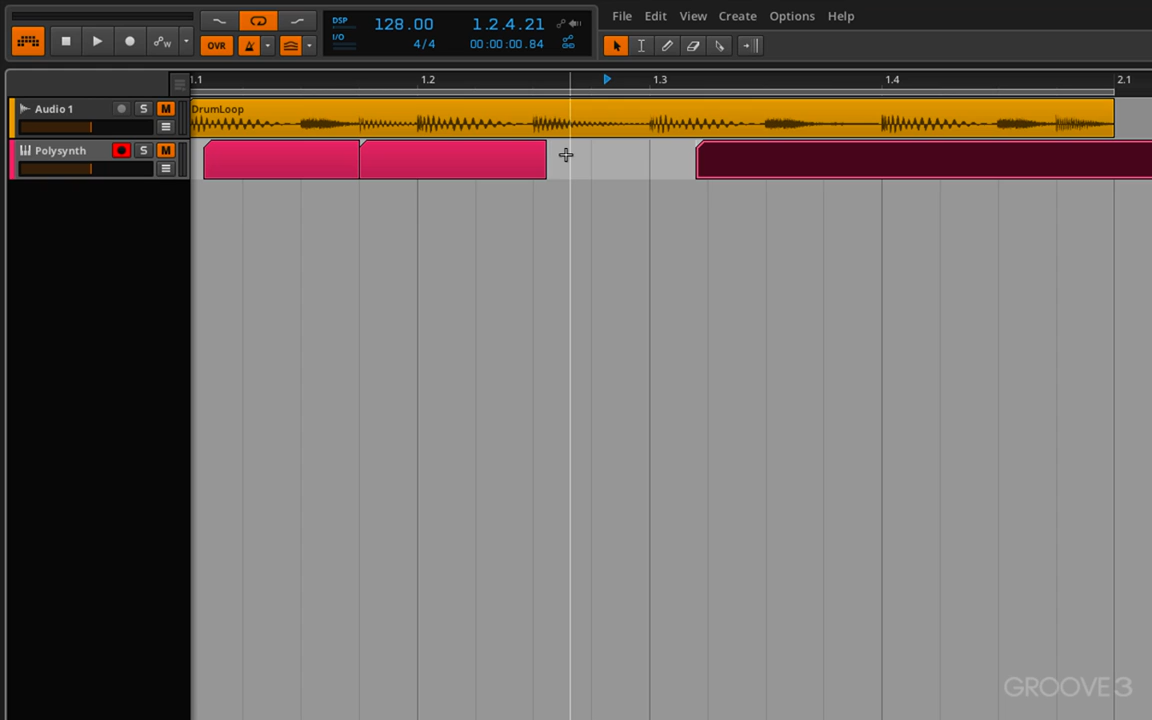 DSP 128.00 1.2.4.21
I/O 4/4 00:00:00.84
OVR
File Edit View Create Options Help
1.1 1.2 1.3 1.4 2.1
Audio 1 S M
DrumLoop
Polysynth S M
GROOVE3